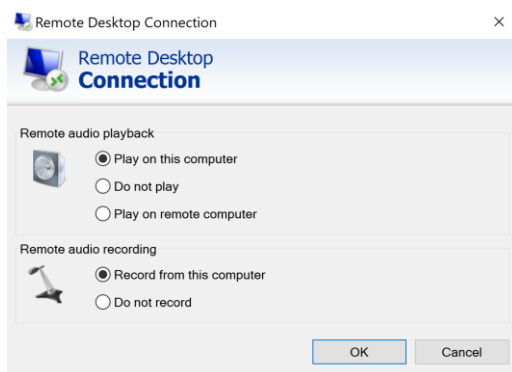 Remote Desktop Connection
Remote Desktop
Connection
Remote audio playback
Play on this computer
Do not play
Play on remote computer
Remote audio recording
Record from this computer
Do not record
OK Cancel